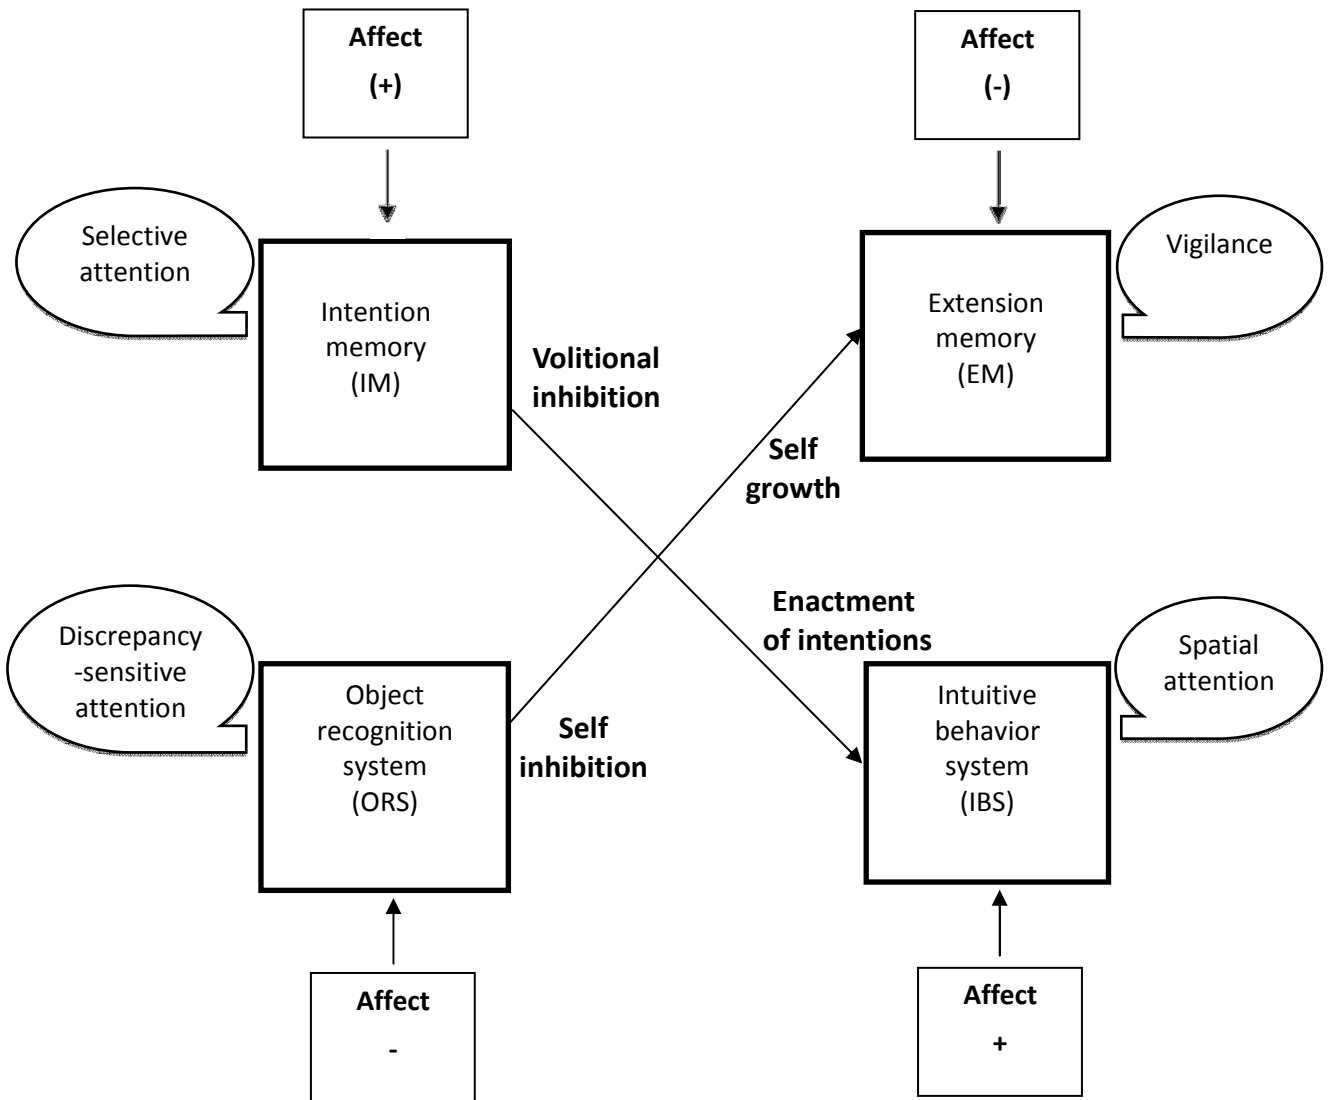 Affect
(+)
Affect
(-)
Selective
attention
Intention
memory
(IM)
Extension
memory
(EM)
Vigilance
Volitional
inhibition
Self
growth
Enactment
of intentions
Discrepancy
-sensitive
attention
Object
recognition
system
(ORS)
Self
inhibition
Intuitive
behavior
system
(IBS)
Spatial
attention
Affect
-
Affect
+